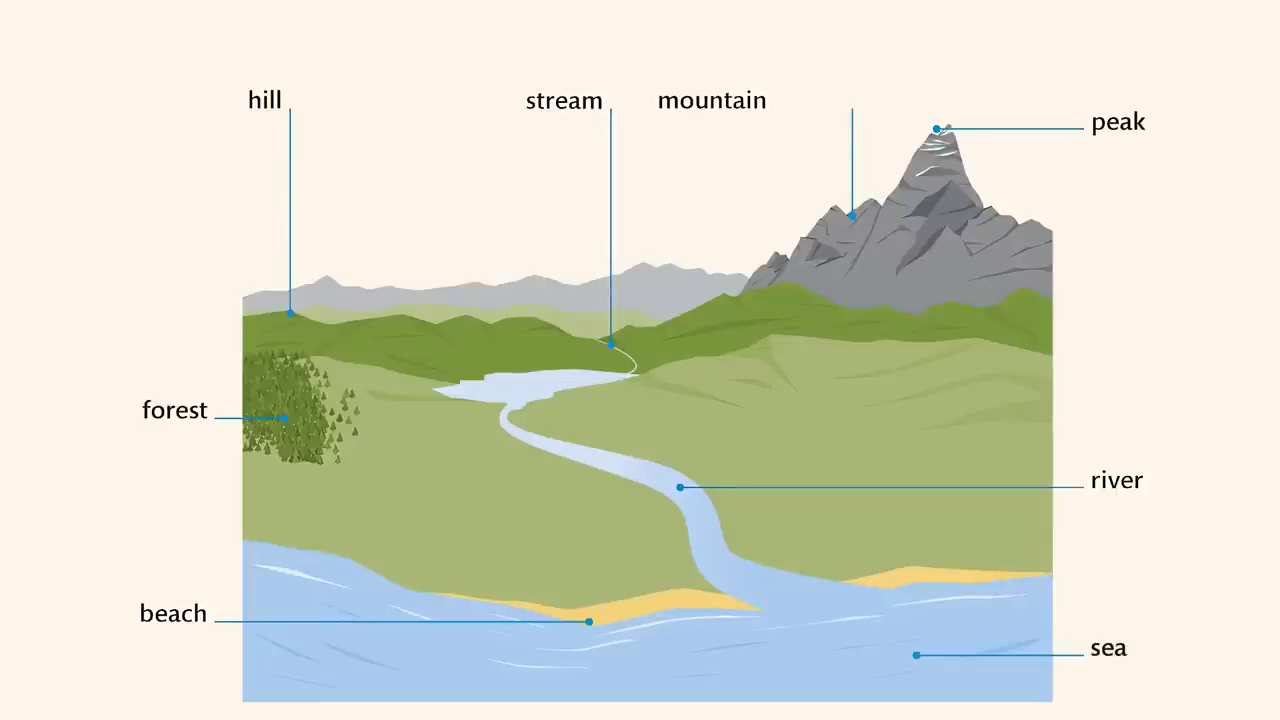 hill
stream
mountain
peak
forest
river
beach
sea